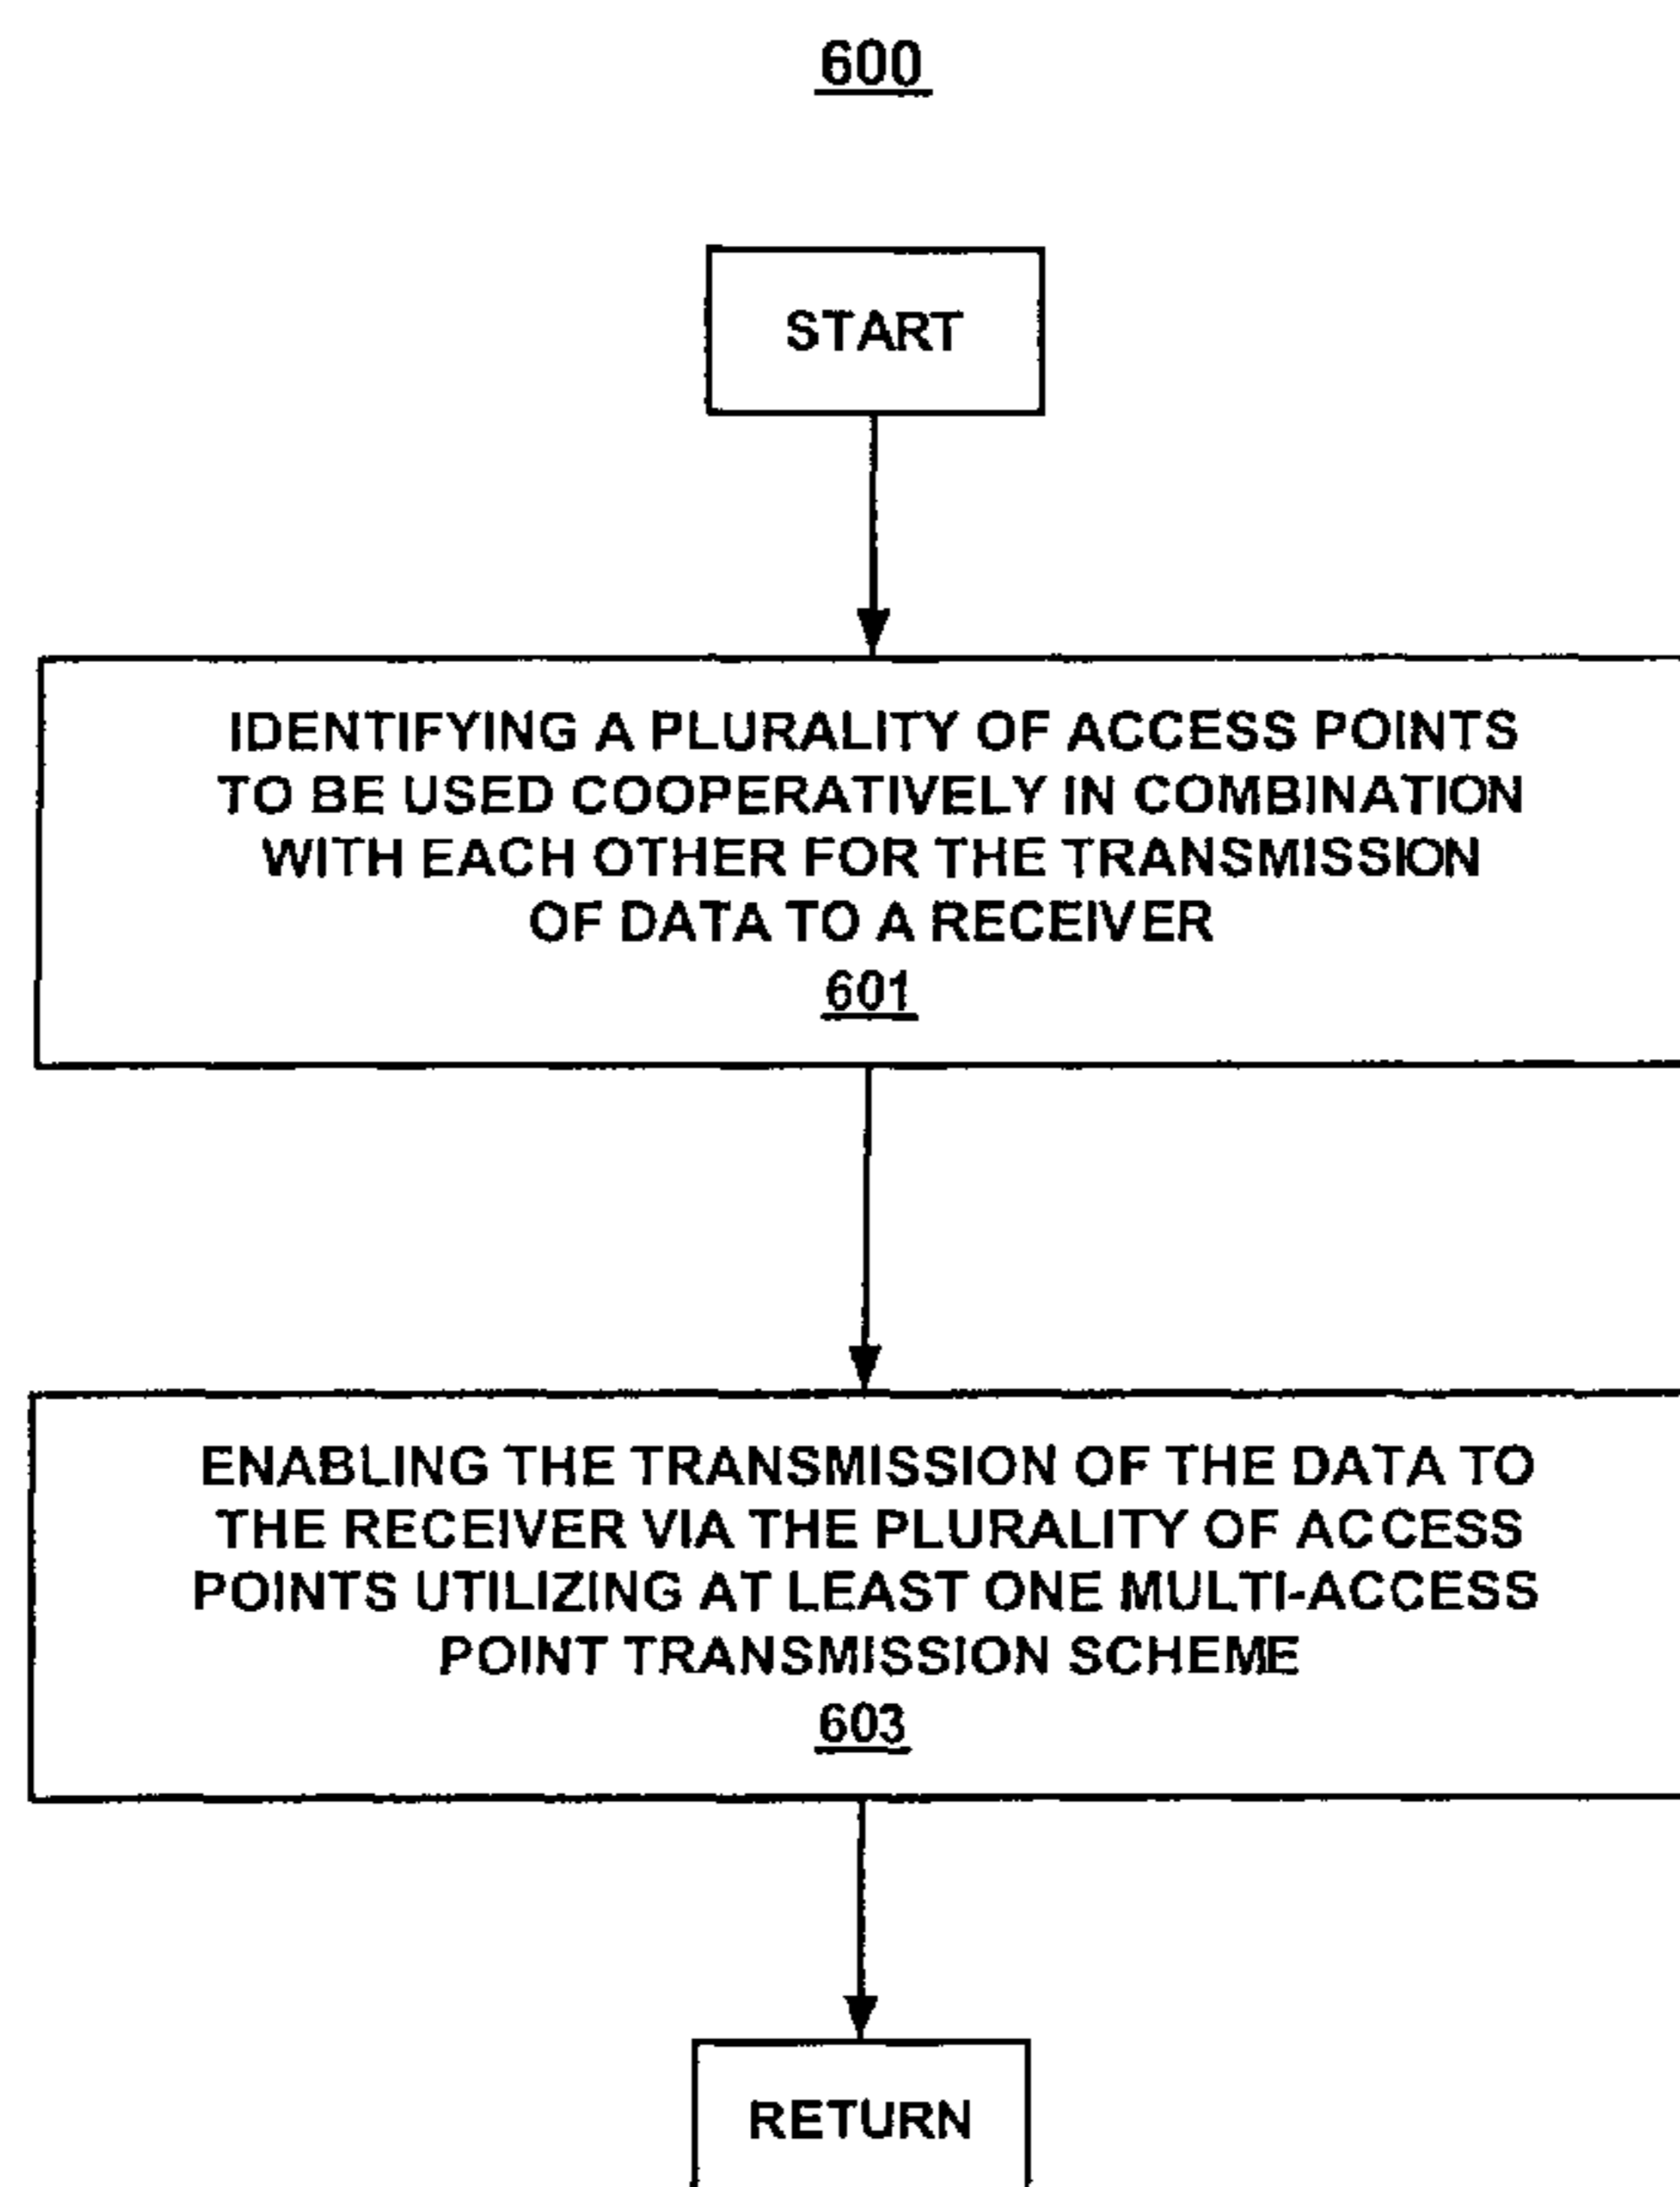 600
START
IDENTIFYING A PLURALITY OF ACCESS POINTS
TO BE USED COOPERATIVELY IN COMBINATION
WITH EACH OTHER FOR THE TRANSMISSION
OF DATA TO A RECEIVER
601
ENABLING THE TRANSMISSION OF THE DATA TO
THE RECEIVER VIA THE PLURALITY OF ACCESS
POINTS UTILIZING AT LEAST ONE MULTI-ACCESS
POINT TRANSMISSION SCHEME
603
RETURN